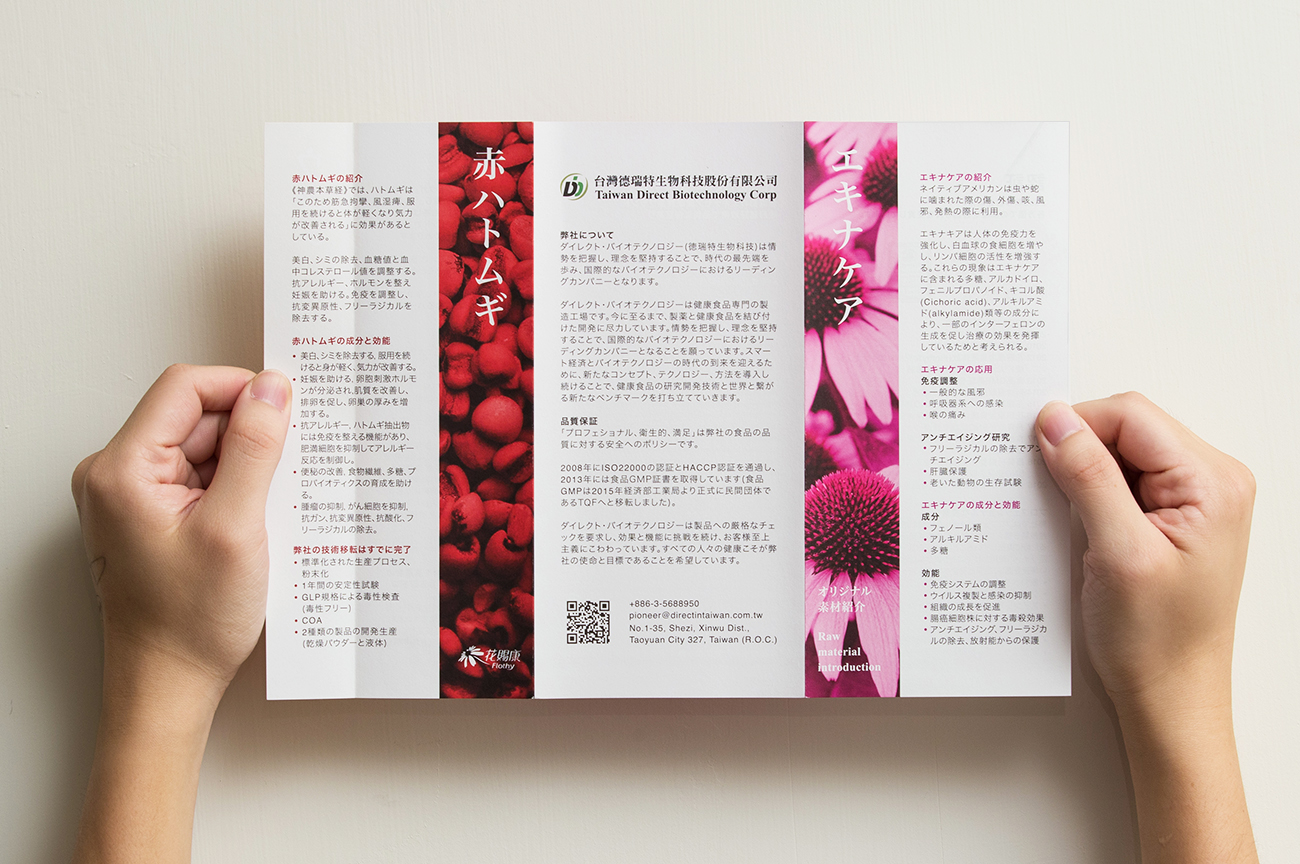 赤ハトムギの紹介
《神農本草経》では、ハトムギは
「このため筋急拘攣、風湿痺、服
用を続けると体が軽くなり気力
が改善される」に効果があると
している。
美白、シミの除去、血糖値と血
中コレステロール値を調整する。
抗アレルギー、ホルモンを整え
妊娠を助ける。免疫を調整し、
抗変異原性、フリーラジカルを
除去する。
赤ハトムギの成分と効能
• 美白、シミを除去する, 服用を続
けると身が軽く、気力が改善する。
• 妊娠を助ける, 卵胞刺激ホルモ
ンが分泌され、肌質を改善し、
排卵を促し、卵巣の厚みを増
加する。
• 抗アレルギー, ハトムギ抽出物
には免疫を整える機能があり、
肥満細胞を抑制してアレルギー
反応を制御し。
• 便秘の改善, 食物繊維、多糖、プ
ロバイオティクスの育成を助け
る。
• 腫瘤の抑制, がん細胞を抑制,
抗ガン、抗変異原性、抗酸化、フ
リーラジカルの除去。
弊社の技術移転はすでに完了
• 標準化された生産プロセス、
粉末化
• 1年間の安定性試験
• GLP規格による毒性検査
(毒性フリー)
• COA
• 2種類の製品の開発生産
(乾燥パウダーと液体)
赤ハトムギ
花賜康
Flothy
台灣德瑞特生物科技股份有限公司
Taiwan Direct Biotechnology Corp
弊社について
ダイレクト・バイオテクノロジー(德瑞特生物科技)は情
勢を把握し、理念を堅持することで、時代の最先端を
歩み、国際的なバイオテクノロジーにおけるリーディン
グカンパニーとなります。
ダイレクト・バイオテクノロジーは健康食品専門の製
造工場です。今に至るまで、製薬と健康食品を結び付
けた開発に尽力しています。情勢を把握し、理念を堅持
することで、国際的なバイオテクノロジーにおけるリー
ディングカンパニーとなることを願っています。スマー
ト経済とバイオテクノロジーの時代の到来を迎えるた
めに、新たなコンセプト、テクノロジー、方法を導入し
続けることで、健康食品の研究開発技術と世界と繋が
る新たなベンチマークを打ち立てていきます。
品質保証
「プロフェショナル、衛生的、満足」は弊社の食品の品
質に対する安全へのポリシーです。
2008年にISO22000の認証とHACCP認証を通過し、
2013年には食品GMP証書を取得しています(食品
GMPは2015年経済部工業局より正式に民間団体で
あるTQFへと移転しました)。
ダイレクト・バイオテクノロジーは製品への厳格なチェ
ックを要求し、効果と機能に挑戦を続け、お客様至上
主義にこわわっています。すべての人々の健康こそが弊
社の使命と目標であることを希望しています。
+886-3-5688950
pioneer@directintaiwan.com.tw
No.1-35, Shezi, Xinwu Dist.,
Taoyuan City 327, Taiwan (R.O.C.)
エキナケア
オリジナル
素材紹介
Raw
material
introduction
エキナケアの紹介
ネイティブアメリカンは虫や蛇
に噛まれた際の傷、外傷、咳、風
邪、発熱の際に利用。
エキナキアは人体の免疫力を
強化し、白血球の食細胞を増や
し、リンパ細胞の活性を増強す
る。これらの現象はエキナケア
に含まれる多糖、アルカドイロ、
フェニルプロパノイド、キコル酸
(Cichoric acid)、アルキルアミ
ド(alkylamide)類等の成分に
より、一部のインターフェロンの
生成を促し治療の効果を発揮
しているためと考えられる。
エキナケアの応用
免疫調整
• 一般的な風邪
• 呼吸器系への感染
• 喉の痛み
アンチエイジング研究
• フリーラジカルの除去でアン
チエイジング
• 肝臓保護
• 老いた動物の生存試験
エキナケアの成分と効能
成分
• フェノール類
• アルキルアミド
• 多糖
効能
• 免疫システムの調整
• ウイルス複製と感染の抑制
• 組織の成長を促進
• 腸癌細胞株に対する毒殺効果
• アンチエイジング、フリーラジカ
ルの除去、放射能からの保護